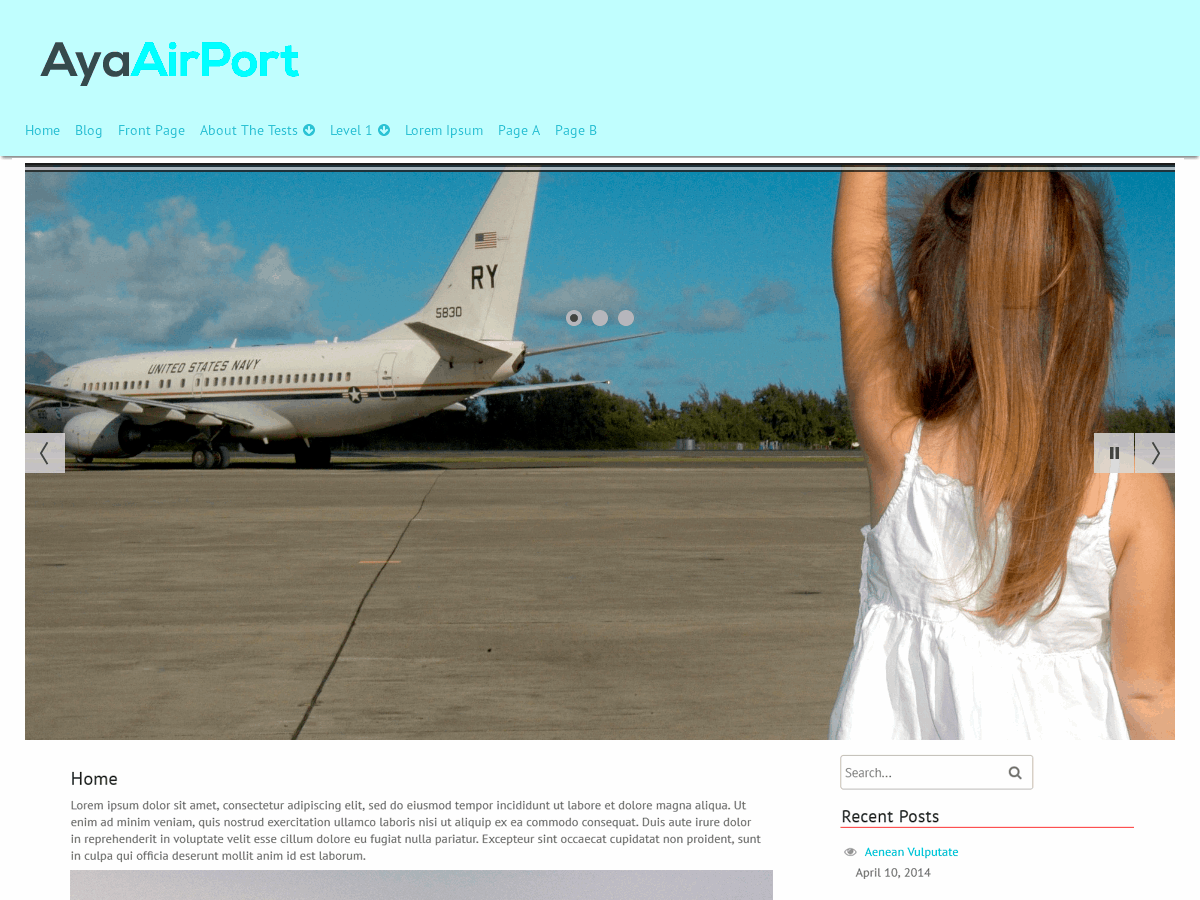 AyaAirPort
Home Blog Front Page About The Tests Level 1 Lorem Ipsum Page A Page B
RY
5830
UNITED STATES NAVY
Home
Lorem ipsum dolor sit amet, consectetur adipiscing elit, sed do eiusmod tempor incididunt ut labore et dolore magna aliqua. Ut
enim ad minim veniam, quis nostrud exercitation ullamco laboris nisi ut aliquip ex ea commodo consequat. Duis aute irure dolor
in reprehenderit in voluptate velit esse cillum dolore eu fugiat nulla pariatur. Excepteur sint occaecat cupidatat non proident, sunt
in culpa qui officia deserunt mollit anim id est laborum.
Search...
Recent Posts
Aenean Vulputate
April 10, 2014